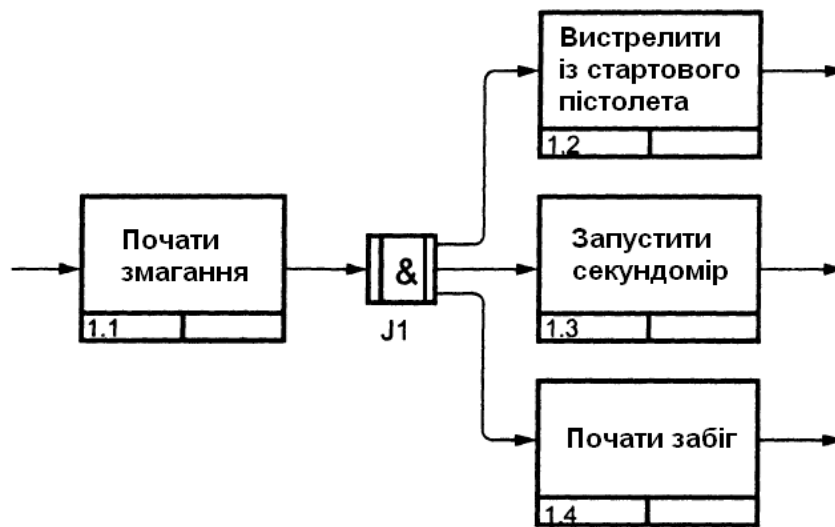 Вистрелити
із стартового
пістолета
1.2
Почати
змагання
1.1
&
J1
Запустити
секундомір
1.3
Почати забіг
1.4